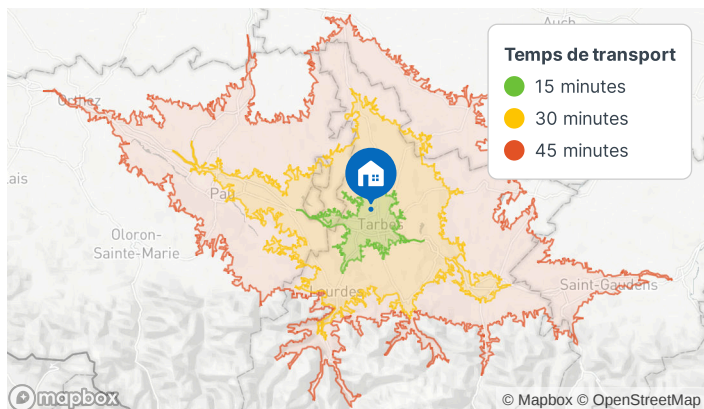 Auch
Temps de transport
15 minutes
30 minutes
45 minutes
Orthez
Pau
Tarbes
Oloron-
Sainte-Marie
Lourdes
Saint-Gaudens
mapbox
© Mapbox © OpenStreetMap